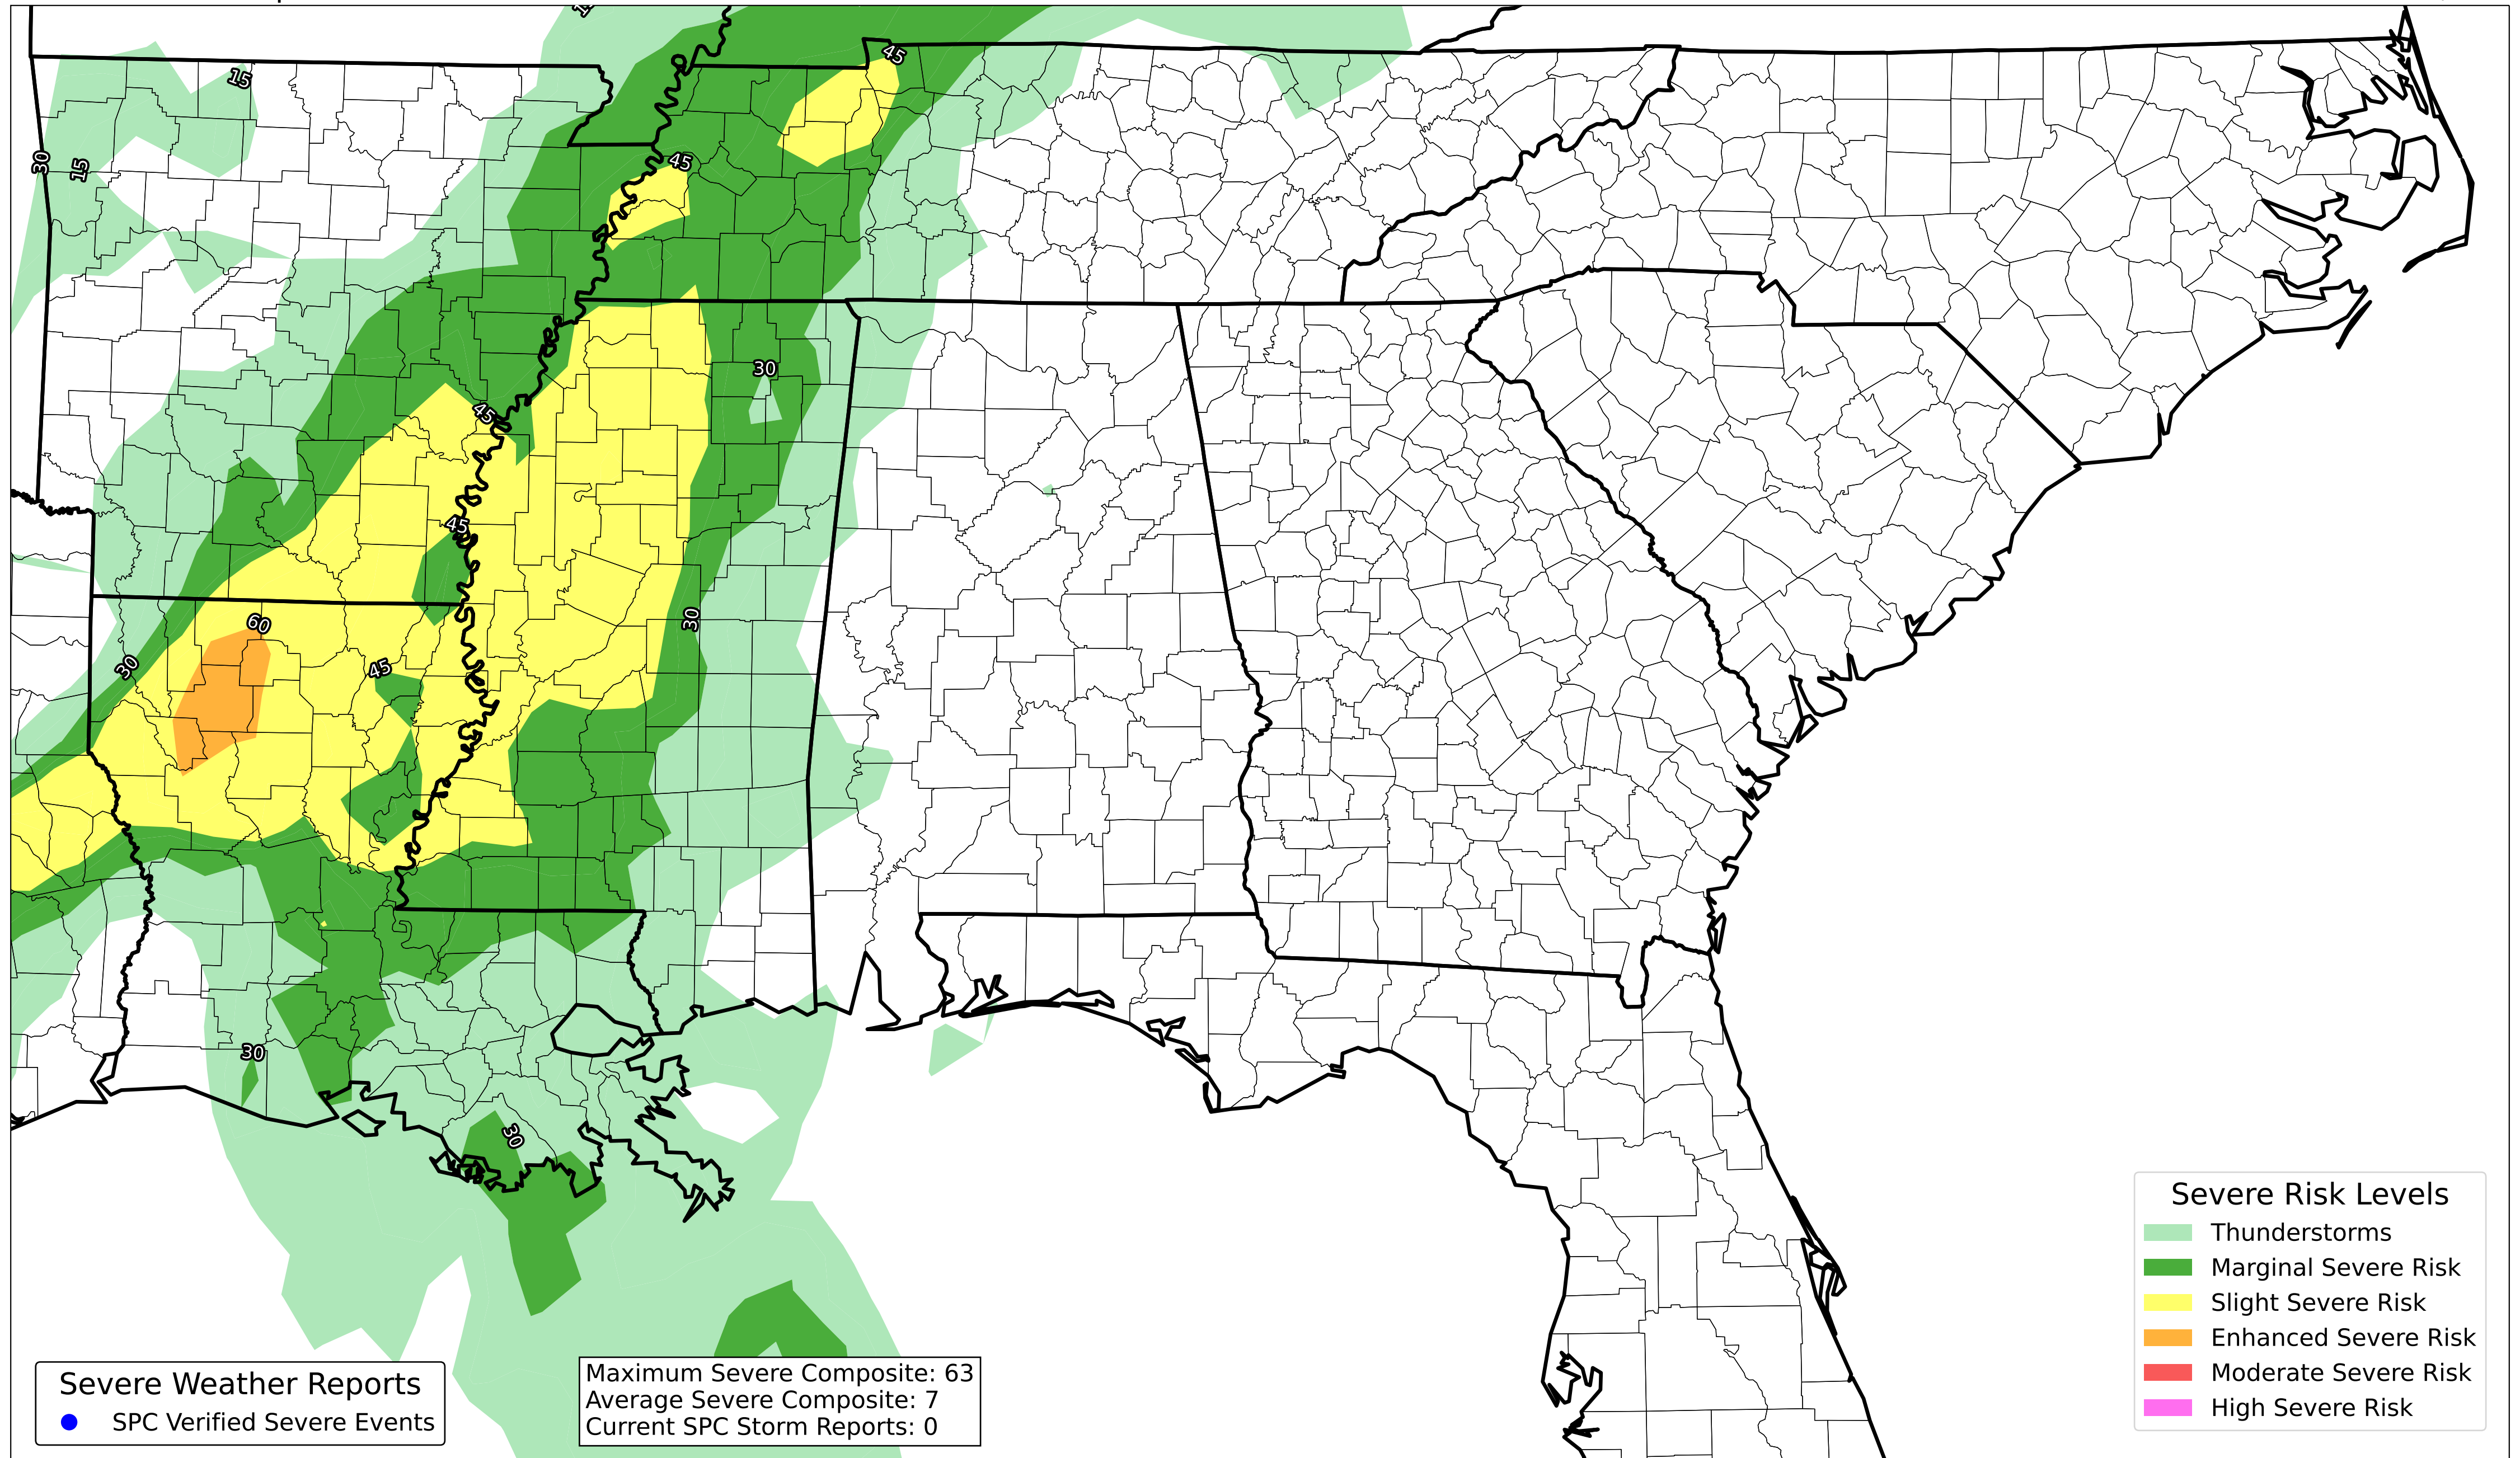 45
15
30
15
45
30
45
45
60
30
30
45
30
30
Severe Risk Levels
Thunderstorms
Marginal Severe Risk
Slight Severe Risk
Enhanced Severe Risk
Moderate Severe Risk
High Severe Risk
Severe Weather Reports
SPC Verified Severe Events
Maximum Severe Composite: 63
Average Severe Composite: 7
Current SPC Storm Reports: 0